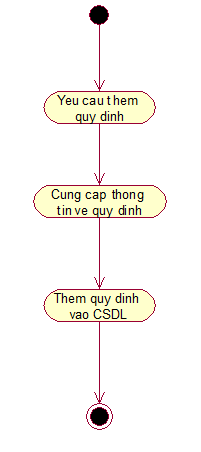 Yeu cau them
quy dinh
Cung cap thong
tin ve quy dinh
Them quy dinh
vao CSDL